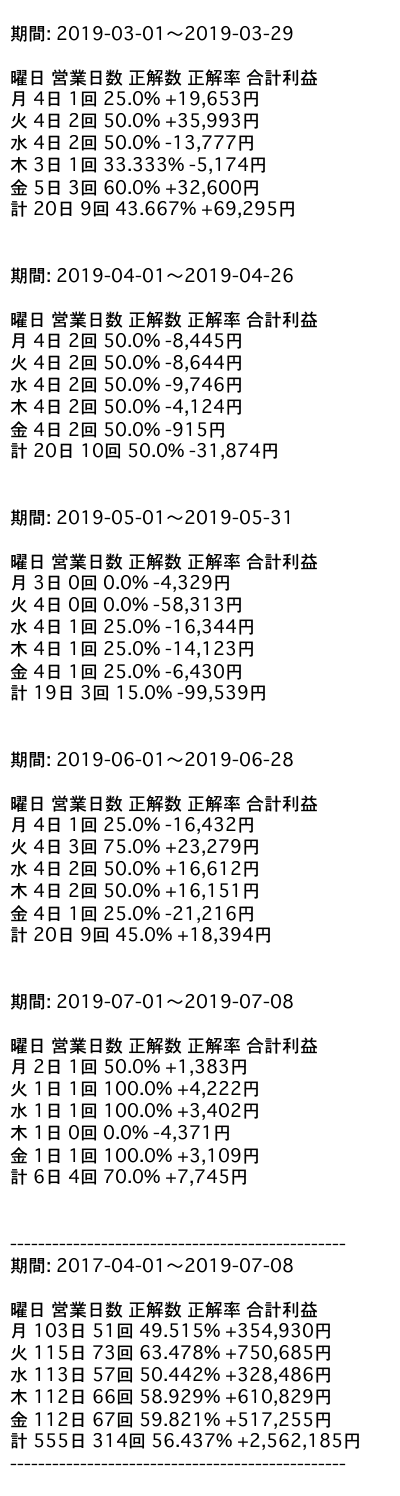 期間: 2019-03-01〜2019-03-29
曜日 営業日数 正解数 正解率 合計利益
月 4日 1回 25.0% +19,653円
火 4日 2回 50.0% +35,993円
水 4日 2回 50.0% -13,777円
木 3日 1回 33.333% -5,174円
金 5日 3回 60.0% +32,600円
計 20日 9回 43.667% +69,295円
期間: 2019-04-01〜2019-04-26
曜日 営業日数 正解数 正解率 合計利益
月 4日 2回 50.0% -8,445円
火 4日 2回 50.0% -8,644円
水 4日 2回 50.0% -9,746円
木 4日 2回 50.0% -4,124円
金 4日 2回 50.0% -915円
計 20日 10回 50.0% -31,874円
期間: 2019-05-01〜2019-05-31
曜日 営業日数 正解数 正解率 合計利益
月 3日 0回 0.0% -4,329円
火 4日 0回 0.0% -58,313円
水 4日 1回 25.0% -16,344円
木 4日 1回 25.0% -14,123円
金 4日 1回 25.0% -6,430円
計 19日 3回 15.0% -99,539円
期間: 2019-06-01〜2019-06-28
曜日 営業日数 正解数 正解率 合計利益
月 4日 1回 25.0% -16,432円
火 4日 3回 75.0% +23,279円
水 4日 2回 50.0% +16,612円
木 4日 2回 50.0% +16,151円
金 4日 1回 25.0% -21,216円
計 20日 9回 45.0% +18,394円
期間: 2019-07-01〜2019-07-08
曜日 営業日数 正解数 正解率 合計利益
月 2日 1回 50.0% +1,383円
火 1日 1回 100.0% +4,222円
水 1日 1回 100.0% +3,402円
木 1日 0回 0.0% -4,371円
金 1日 1回 100.0% +3,109円
計 6日 4回 70.0% +7,745円
------------------------------------------------
期間: 2017-04-01〜2019-07-08
曜日 営業日数 正解数 正解率 合計利益
月 103日 51回 49.515% +354,930円
火 115日 73回 63.478% +750,685円
水 113日 57回 50.442% +328,486円
木 112日 66回 58.929% +610,829円
金 112日 67回 59.821% +517,255円
計 555日 314回 56.437% +2,562,185円
------------------------------------------------